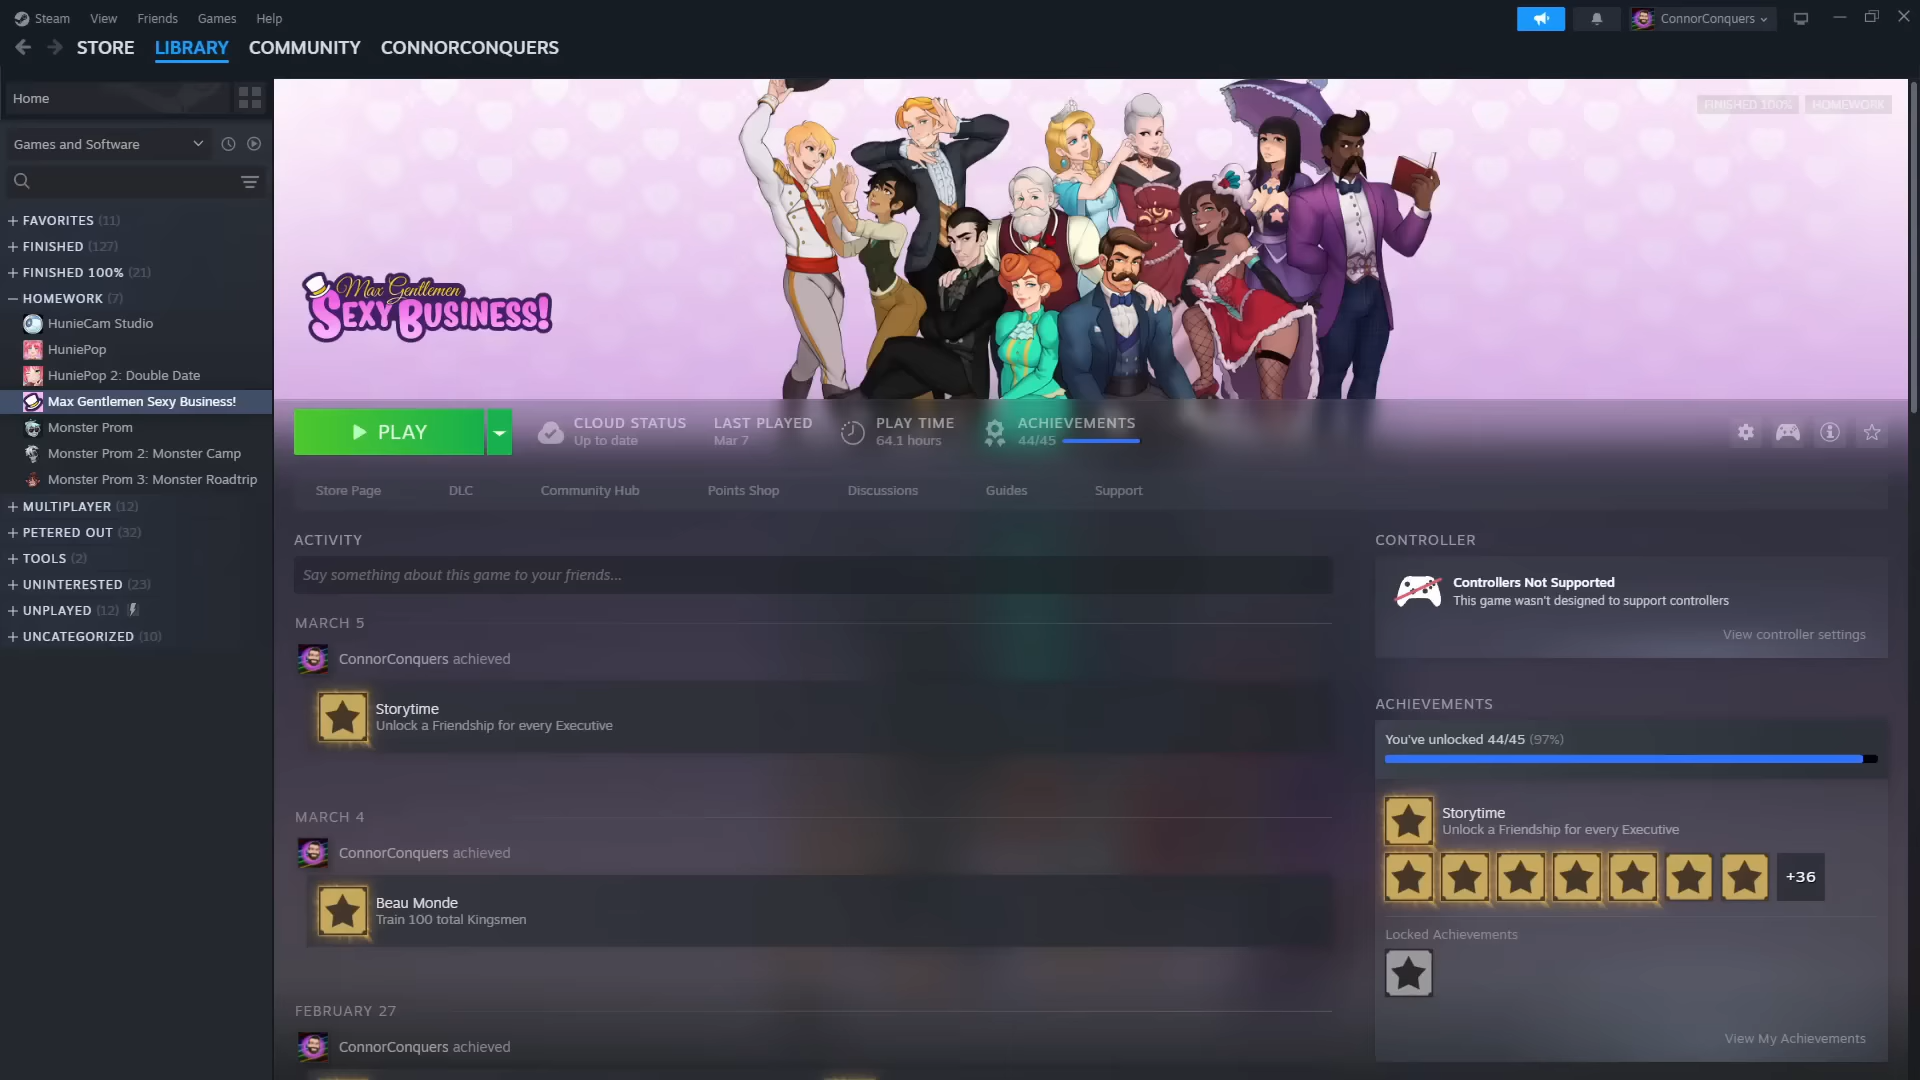 Steam View Friends Games Help
ConnorConquers
STORE LIBRARY COMMUNITY CONNORCONQUERS
Home
Games and Software
FAVORITES (11)
FINISHED (127)
FINISHED 100% (21)
HOMEWORK (7)
HunieCam Studio
HuniePop
HuniePop 2: Double Date
Max Gentlemen Sexy Business!
Monster Prom
Monster Prom 2: Monster Camp
Monster Prom 3: Monster Roadtrip
MULTIPLAYER (12)
PETERED OUT (32)
TOOLS (2)
UNINTERESTED (23)
UNPLAYED (12)
UNCATEGORIZED (10)
FINISHED 100% HOMEWORK
Max Gentlemen
SEXY BUSINESS!
PLAY
CLOUD STATUS
Up to date
LAST PLAYED
Mar 7
PLAY TIME
64.1 hours
ACHIEVEMENTS
44/45
Store Page DLC Community Hub Points Shop Discussions Guides Support
ACTIVITY
Say something about this game to your friends...
MARCH 5
ConnorConquers achieved
Storytime
Unlock a Friendship for every Executive
MARCH 4
ConnorConquers achieved
Beau Monde
Train 100 total Kingsmen
FEBRUARY 27
ConnorConquers achieved
CONTROLLER
Controllers Not Supported
This game wasn't designed to support controllers
View controller settings
ACHIEVEMENTS
You've unlocked 44/45 (97%)
Storytime
Unlock a Friendship for every Executive
+36
Locked Achievements
View My Achievements